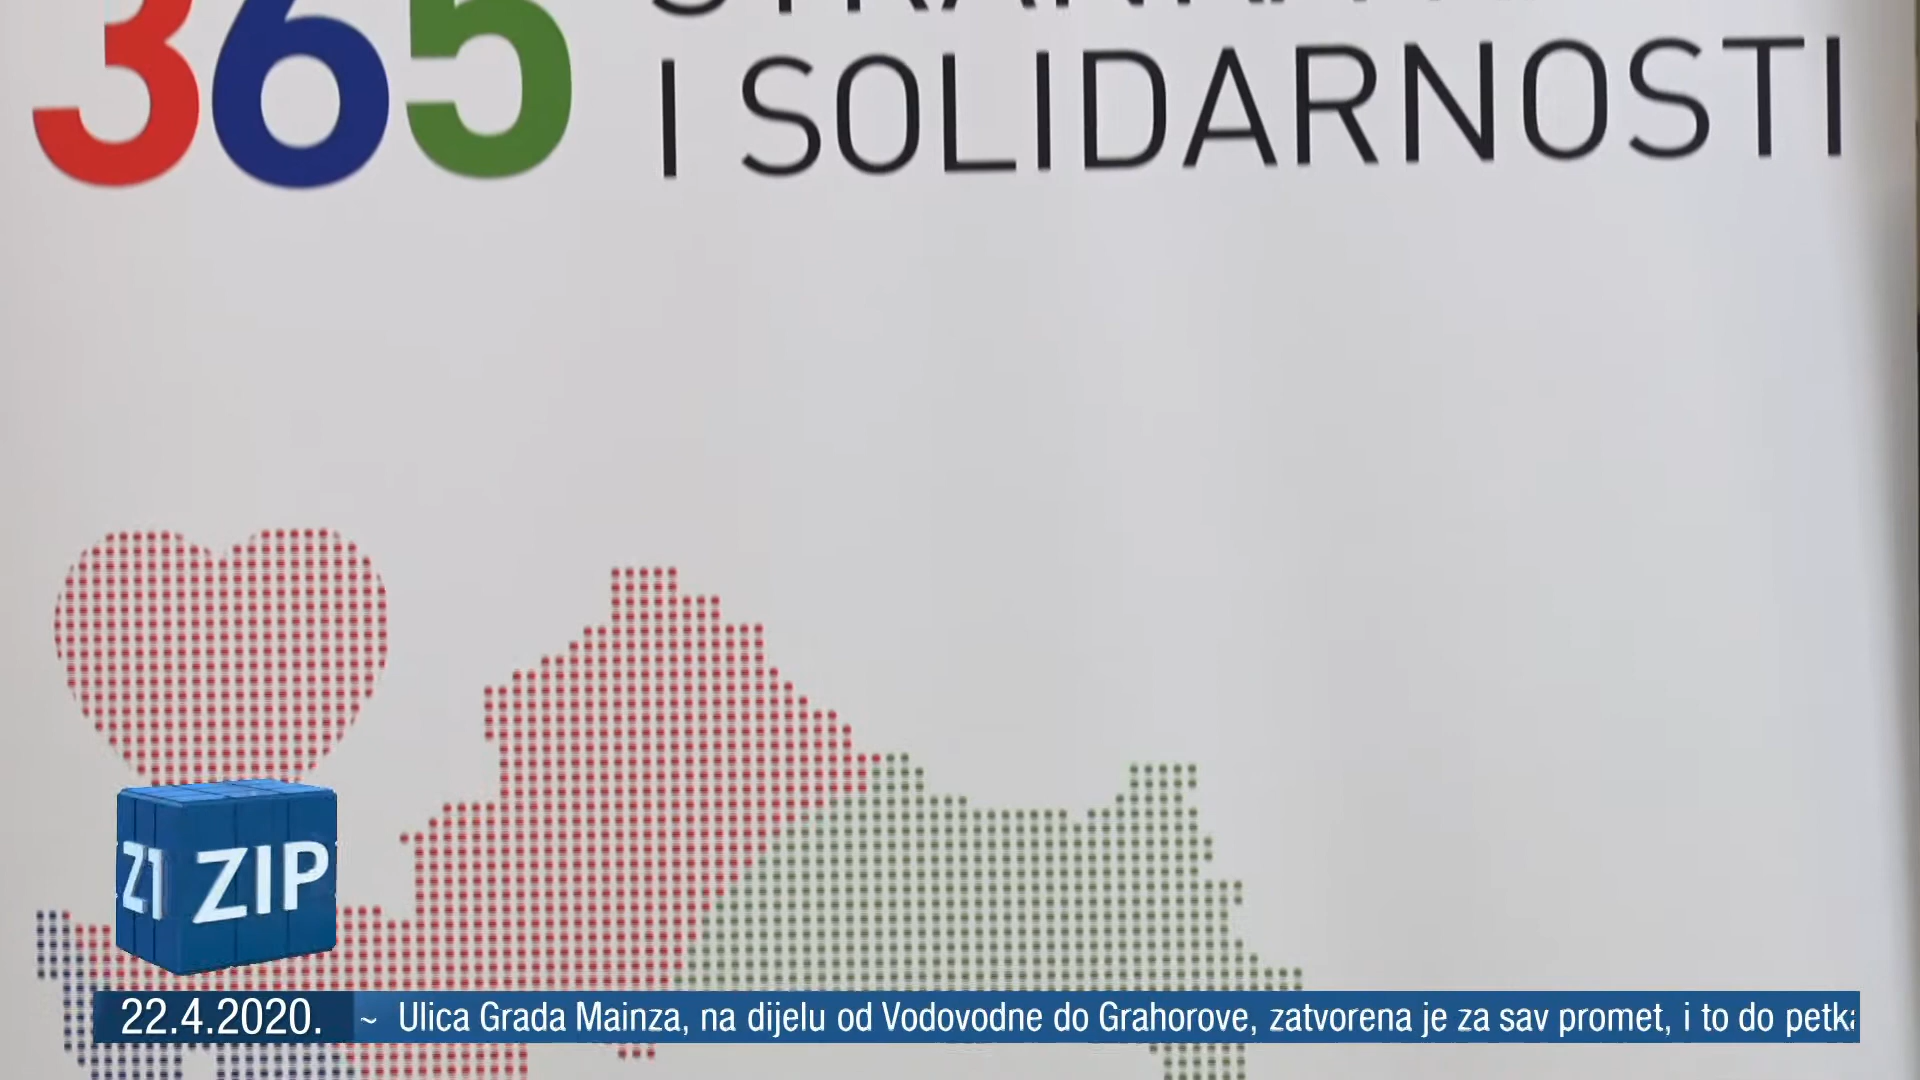 365
I SOLIDARNOSTI
Z1 ZIP
22.4.2020. ~ Ulica Grada Mainza, na dijelu od Vodovodne do Grahorove, zatvorena je za sav promet, i to do